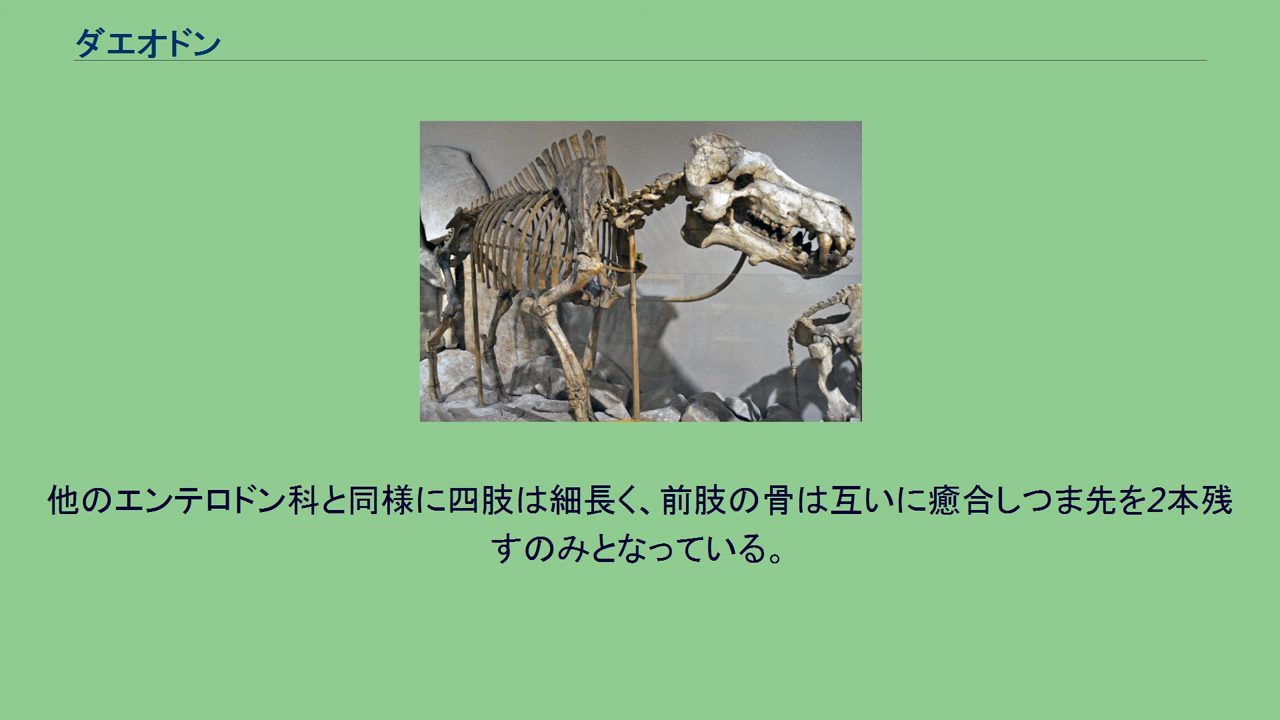 ダエオドン
他のエンテロドン科と同様に四肢は細長く、前肢の骨は互いに癒合しつま先を2本残
すのみとなっている。